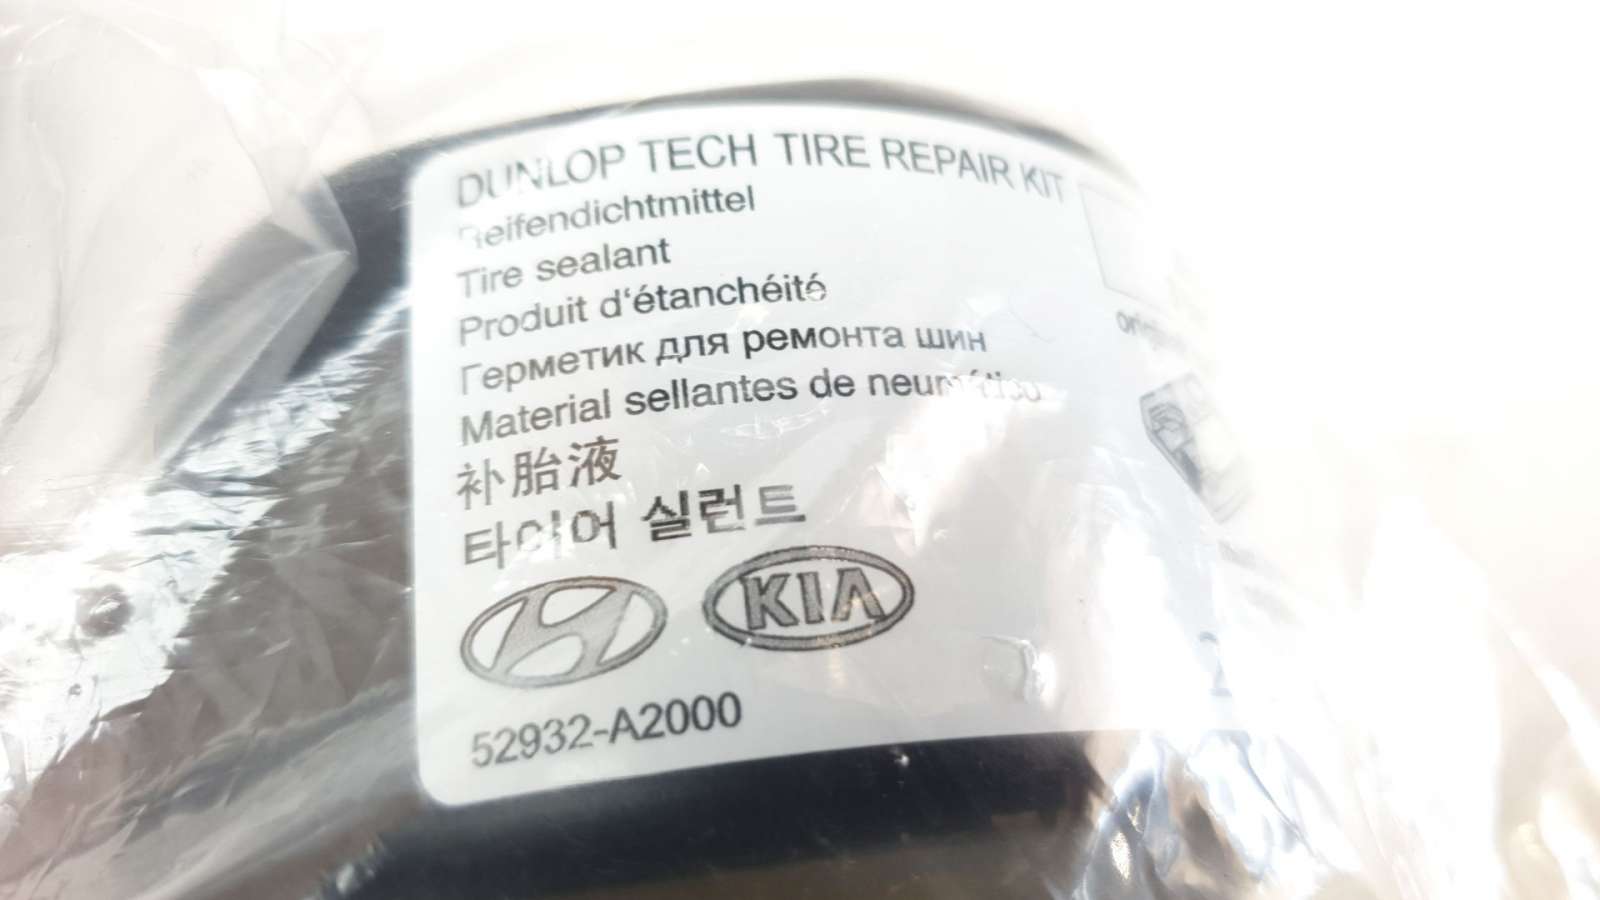 DUNLOP TECH TIRE REPAIR KIT
Reifendichtmittel
Tire sealant
Produit d'étanchéité
Герметик для ремонта шин
Material sellantes de neumático
补胎液
타이어 실런트
KIA
52932-A2000